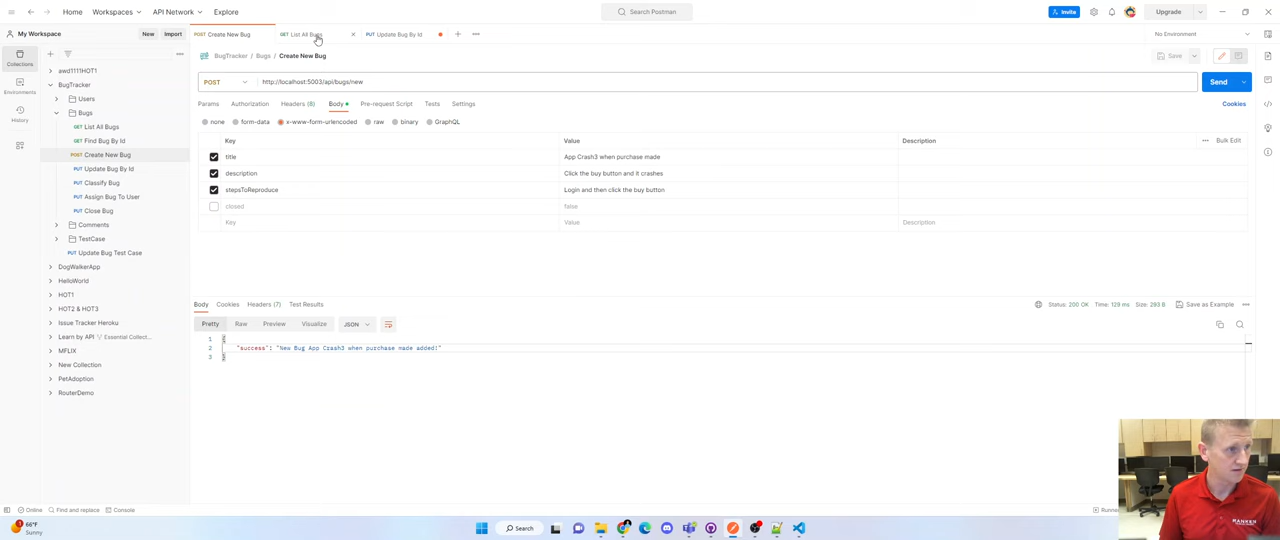 Home Workspaces API Network Explore Search Postman Invite Upgrade
My Workspace New Import POST Create New Bug GET List All Bugs PUT Update Bug By Id No Environment
BugTracker / Bugs / Create New Bug Save
Collections
Environments
History
awd1111HOT1
BugTracker
Users
Bugs
GET List All Bugs
GET Find Bug By Id
POST Create New Bug
PUT Update Bug By Id
PUT Classify Bug
PUT Assign Bug To User
PUT Close Bug
Comments
TestCase
PUT Update Bug Test Case
DogWalkerApp
HelloWorld
HOT1
HOT2 & HOT3
Issue Tracker Heroku
Learn by API Essential Collect...
MFLIX
New Collection
PetAdoption
RouterDemo
POST http://localhost:5003/api/bugs/new Send
Params Authorization Headers (8) Body Pre-request Script Tests Settings Cookies
none form-data x-www-form-urlencoded raw binary GraphQL
Key Value Description Bulk Edit
title App Crash3 when purchase made
description Click the buy button and it crashes
stepsToReproduce Login and then click the buy button
closed false
Key Value Description
Body Cookies Headers (7) Test Results Status: 200 OK Time: 129 ms Size: 293 B Save as Example
Pretty Raw Preview Visualize JSON
1 {
2 "success": "New Bug App Crash3 when purchase made added!"
3 }
Online Find and replace Console Runner
66°F
Sunny
Search
RANKEN